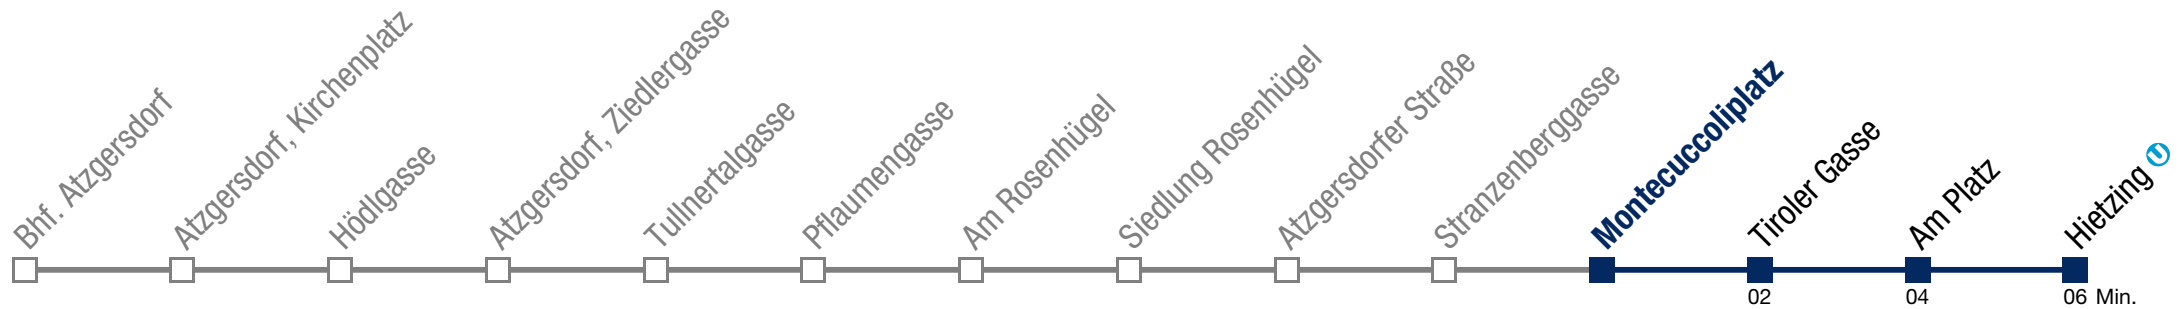 Bhf. Atzgersdorf
Atzgersdorf, Kirchenplatz
Hödlgasse
Atzgersdorf, Ziedlergasse
Tullnertalgasse
Pflaumengasse
Am Rosenhügel
Siedlung Rosenhügel
Atzgersdorfer Straße
Stranzenberggasse
Montecuccoliplatz
Tiroler Gasse
Am Platz
Hietzing U
02 04 06 Min.